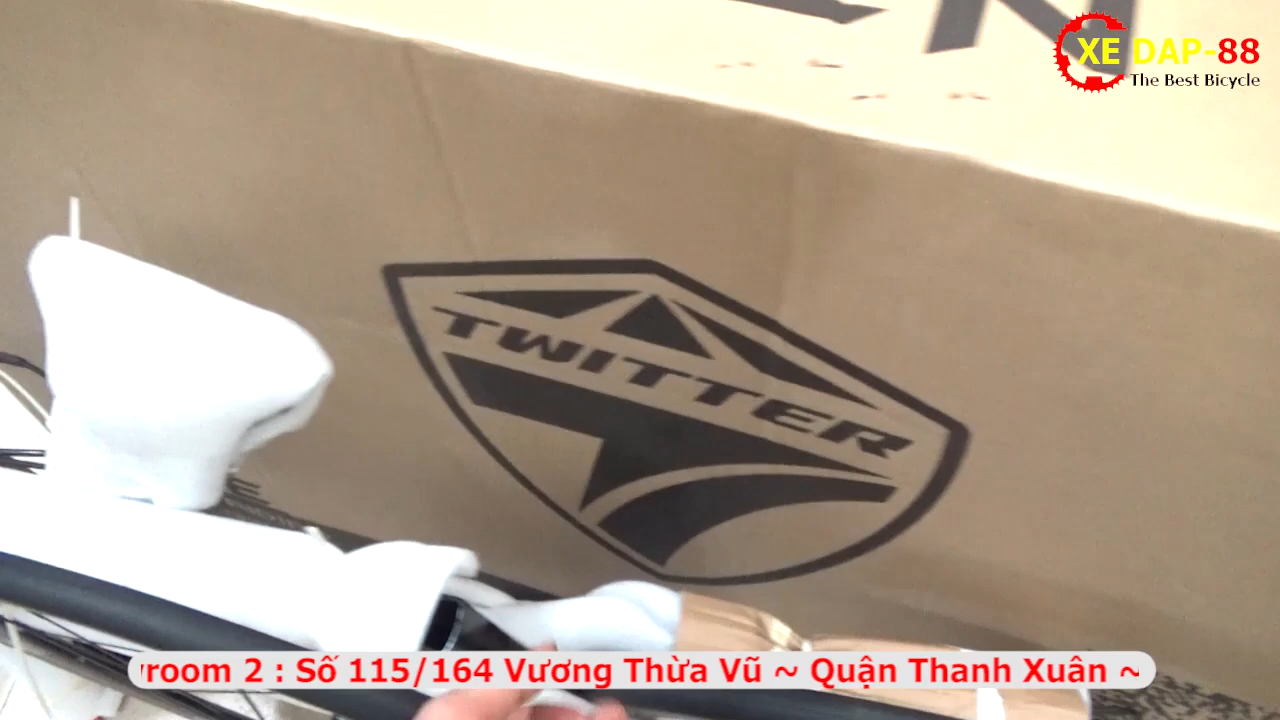 XE DAP-88
The Best Bicycle
TWITTER
room 2 : Số 115/164 Vương Thừa Vũ ~ Quận Thanh Xuân ~